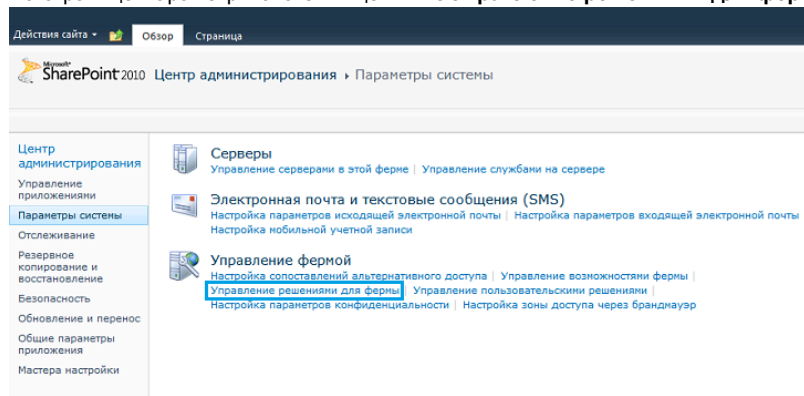 Действия сайта Обзор Страница
Microsoft SharePoint 2010 Центр администрирования Параметры системы
Центр
администрирования
Управление
приложениями
Параметры системы
Отслеживание
Резервное
копирование и
восстановление
Безопасность
Обновление и перенос
Общие параметры
приложения
Мастера настройки
Серверы
Управление серверами в этой ферме | Управление службами на сервере
Электронная почта и текстовые сообщения (SMS)
Настройка параметров исходящей электронной почты | Настройка параметров входящей электронной почты
Настройка мобильной учетной записи
Управление фермой
Настройка сопоставлений альтернативного доступа | Управление возможностями фермы |
Управление решениями для фермы | Управление пользовательскими решениями |
Настройка параметров конфиденциальности | Настройка зоны доступа через брандмауэр